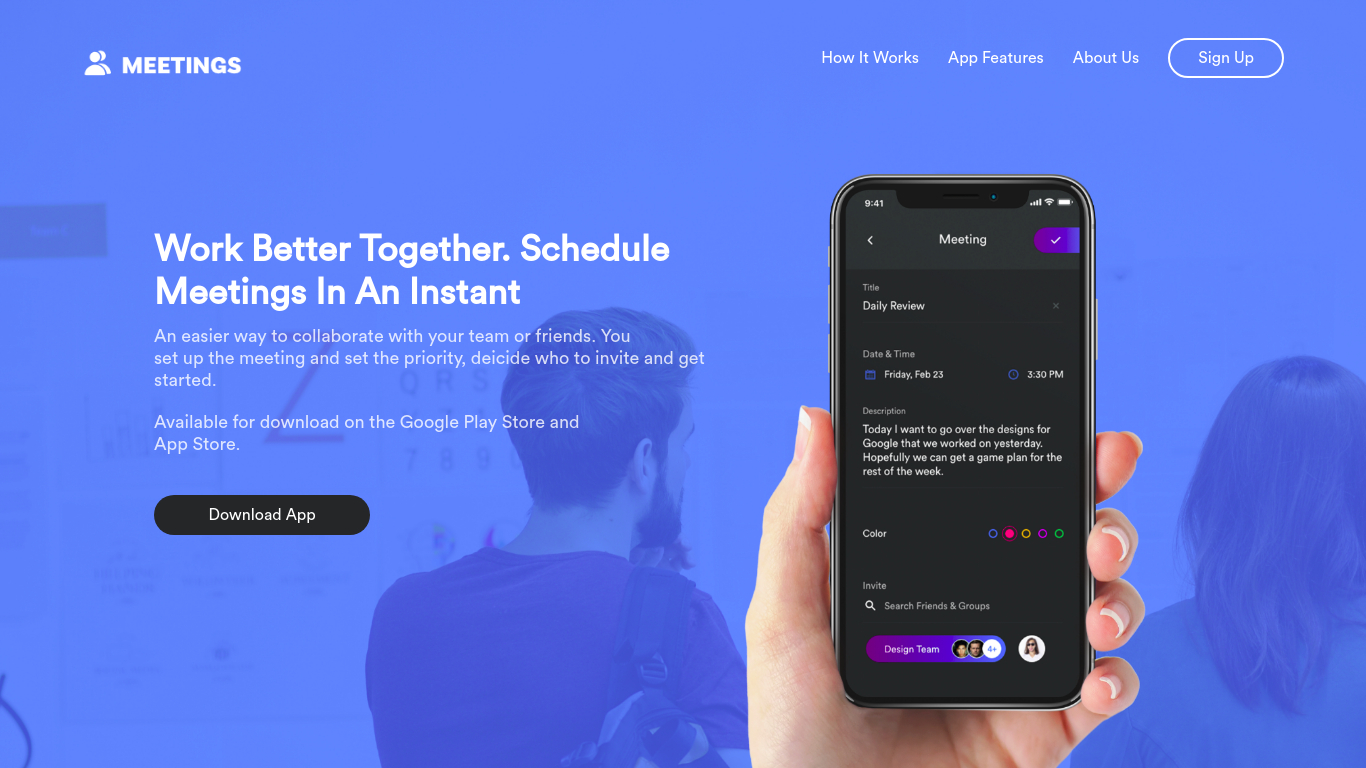 MEETINGS
How It Works App Features About Us Sign Up
Work Better Together. Schedule
Meetings In An Instant
An easier way to collaborate with your team or friends. You
set up the meeting and set the priority, deicide who to invite and get
started.
Available for download on the Google Play Store and
App Store.
Download App
9:41
Meeting
Title
Daily Review
Date & Time
Friday, Feb 23 3:30 PM
Description
Today I want to go over the designs for
Google that we worked on yesterday.
Hopefully we can get a game plan for the
rest of the week.
Color
Invite
Search Friends & Groups
Design Team 4+
QRS
7 8 9 0